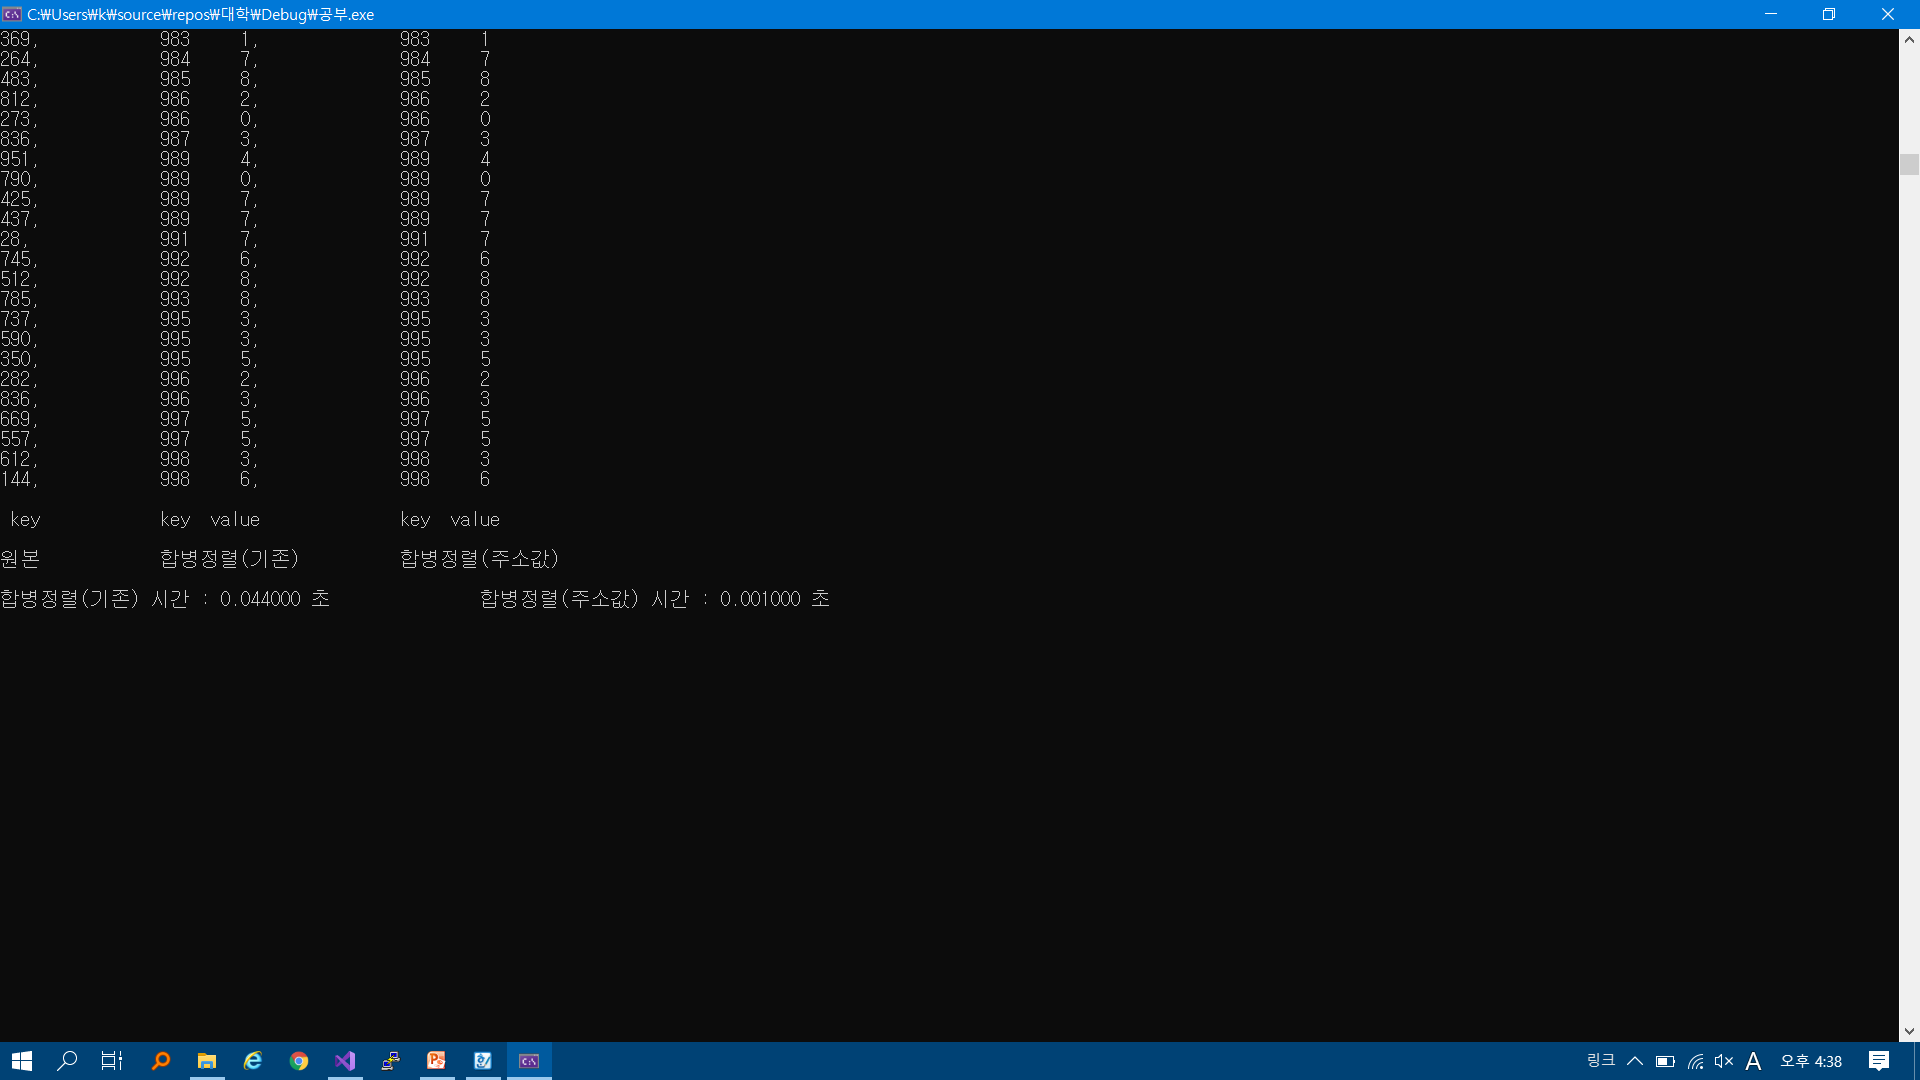 C:\Users\k\source\repos\대학\Debug\공부.exe
369, 983 1, 983 1
264, 984 7, 984 7
483, 985 8, 985 8
812, 986 2, 986 2
273, 986 0, 986 0
836, 987 3, 987 3
951, 989 4, 989 4
790, 989 0, 989 0
425, 989 7, 989 7
437, 989 7, 989 7
28, 991 7, 991 7
745, 992 6, 992 6
512, 992 8, 992 8
785, 993 8, 993 8
737, 995 3, 995 3
590, 995 3, 995 3
350, 995 5, 995 5
282, 996 2, 996 2
836, 996 3, 996 3
669, 997 5, 997 5
557, 997 5, 997 5
612, 998 3, 998 3
144, 998 6, 998 6
key key value key value
원본 합병정렬(기존) 합병정렬(주소값)
합병정렬(기존) 시간 : 0.044000 초 합병정렬(주소값) 시간 : 0.001000 초
링크 A 오후 4:38